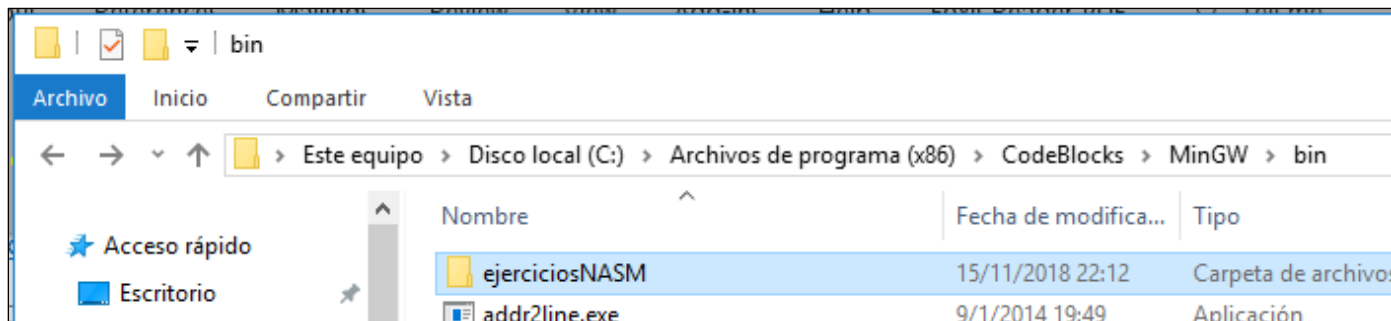 bin
Archivo Inicio Compartir Vista
Este equipo > Disco local (C:) > Archivos de programa (x86) > CodeBlocks > MinGW > bin
Acceso rápido
Escritorio
Nombre Fecha de modifica... Tipo
ejerciciosNASM 15/11/2018 22:12 Carpeta de archivos
addr2line.exe 9/1/2014 19:49 Aplicación